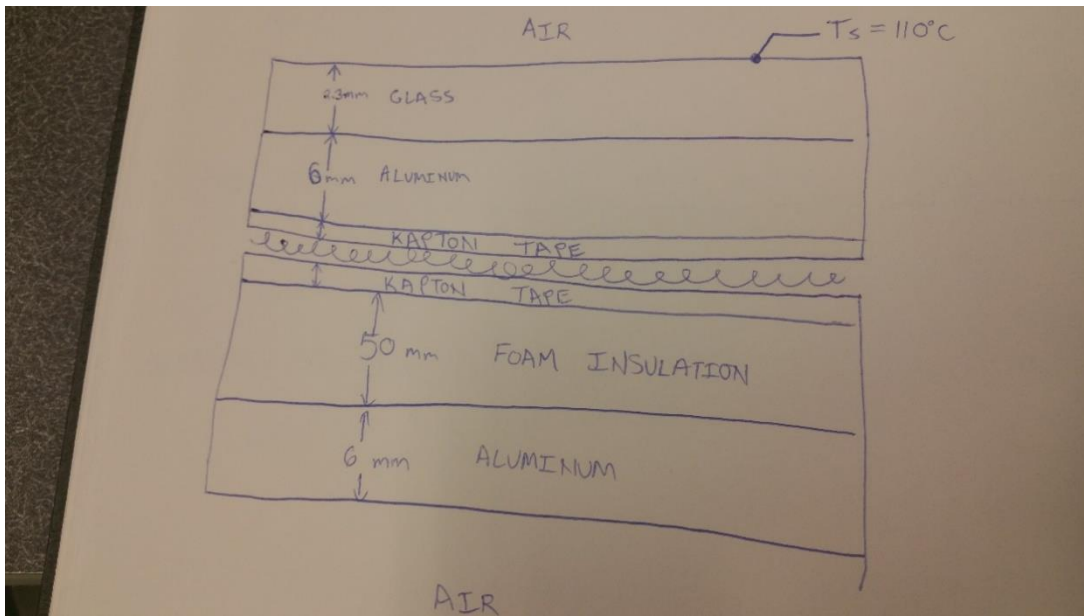 AIR
Ts = 110°C
2.3mm GLASS
6mm ALUMINUM
KAPTON TAPE
KAPTON TAPE
50 mm FOAM INSULATION
6 mm ALUMINUM
AIR